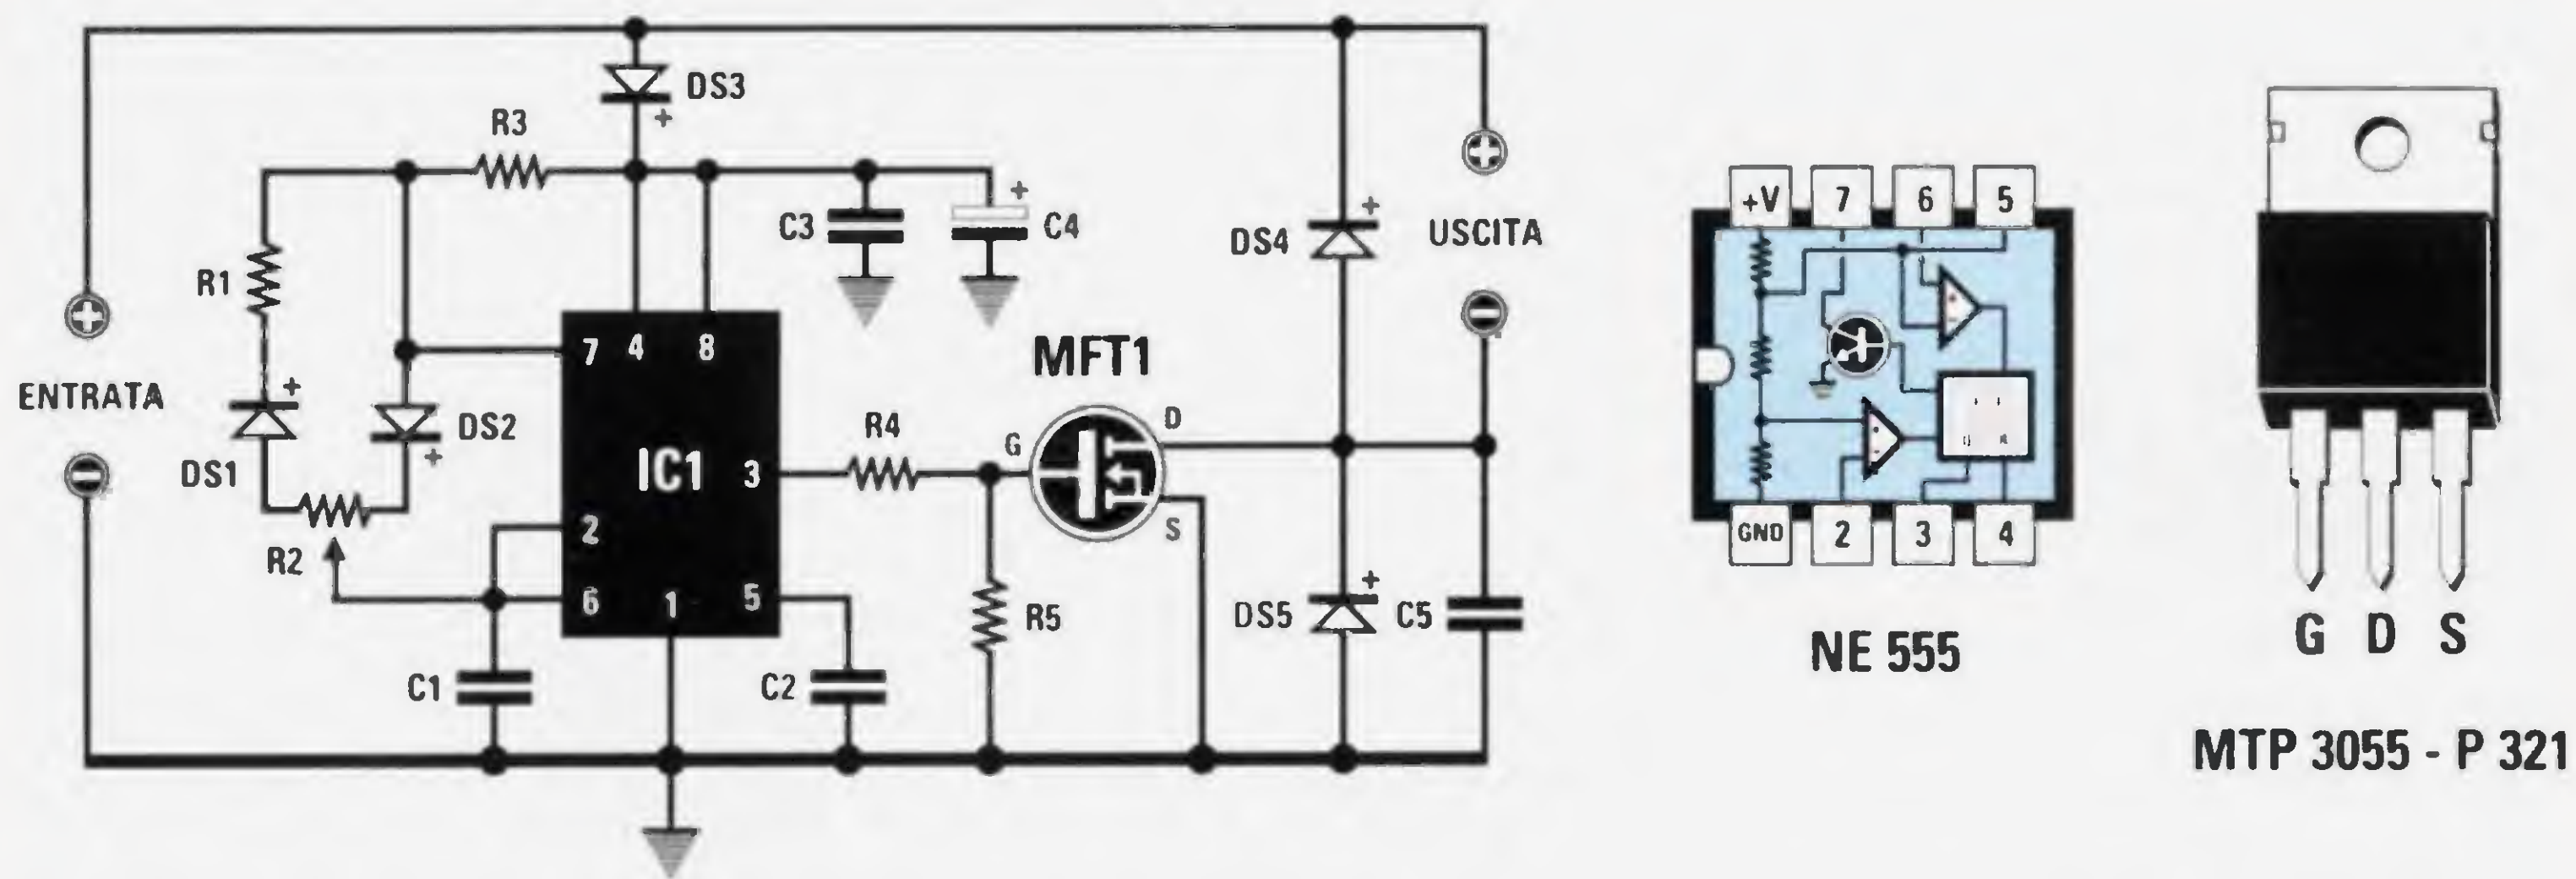 DS3
R3
R1
C3
C4
DS4
USCITA
ENTRATA
MFT1
DS1
DS2
R2
R4
G
D
S
R5
DS5
C5
C1
C2
IC1
7 4 8
3
2
6 1 5
+V 7 6 5
GND 2 3 4
NE 555
G D S
MTP 3055 - P 321